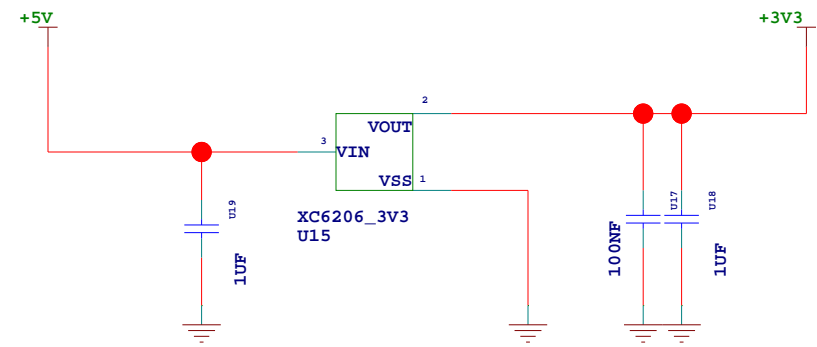 +5V
+3V3
2
VOUT
3
VIN
VSS
1
U19
U17
U18
XC6206_3V3
U15
1UF
100NF
1UF